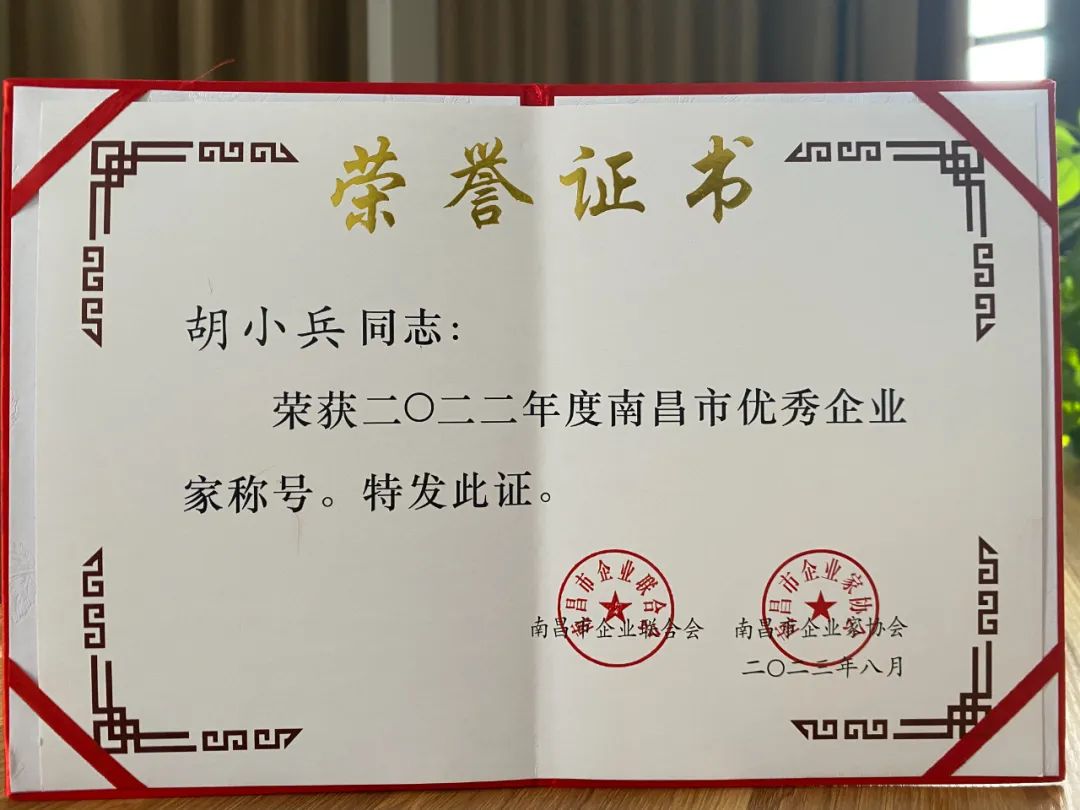 荣誉证书
胡小兵同志：
荣获二〇二二年度南昌市优秀企业
家称号。特发此证。
南昌市企业联合会
南昌市企业家协会
南昌市企业联合会
南昌市企业家协会
二〇二三年八月